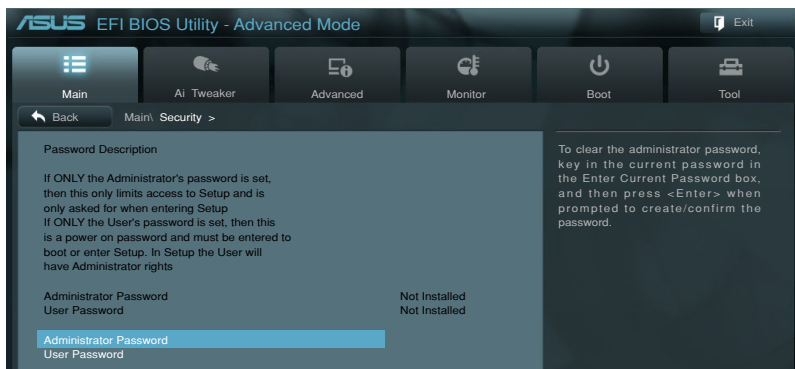 ASUS EFI BIOS Utility - Advanced Mode
Exit
Main
Ai Tweaker
Advanced
Monitor
Boot
Tool
Back
Main\ Security >
Password Description
If ONLY the Administrator's password is set,
then this only limits access to Setup and is
only asked for when entering Setup
If ONLY the User's password is set, then this
is a power on password and must be entered to
boot or enter Setup. In Setup the User will
have Administrator rights
Administrator Password Not Installed
User Password Not Installed
Administrator Password
User Password
To clear the administrator password,
key in the current password in
the Enter Current Password box,
and then press <Enter> when
prompted to create/confirm the
password.